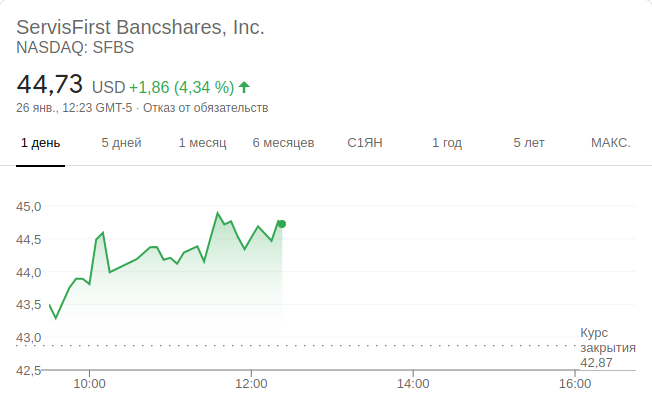 ServisFirst Bancshares, Inc.
NASDAQ: SFBS
44,73 USD +1,86 (4,34 %)
26 янв., 12:23 GMT-5 · Отказ от обязательств
1 день 5 дней 1 месяц 6 месяцев С1ЯН 1 год 5 лет МАКС.
45,0
44,5
44,0
43,5
43,0
42,5
Курс
закрытия
42,87
10:00 12:00 14:00 16:00